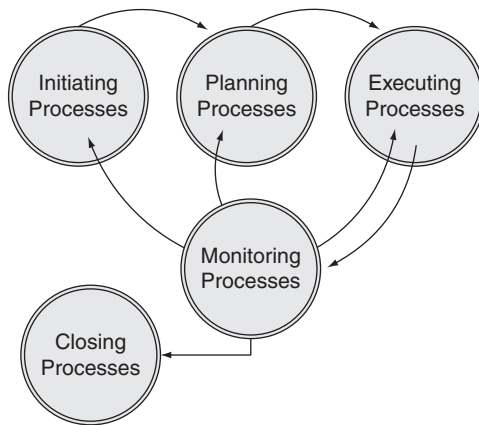 Initiating
Processes
Planning
Processes
Executing
Processes
Monitoring
Processes
Closing
Processes